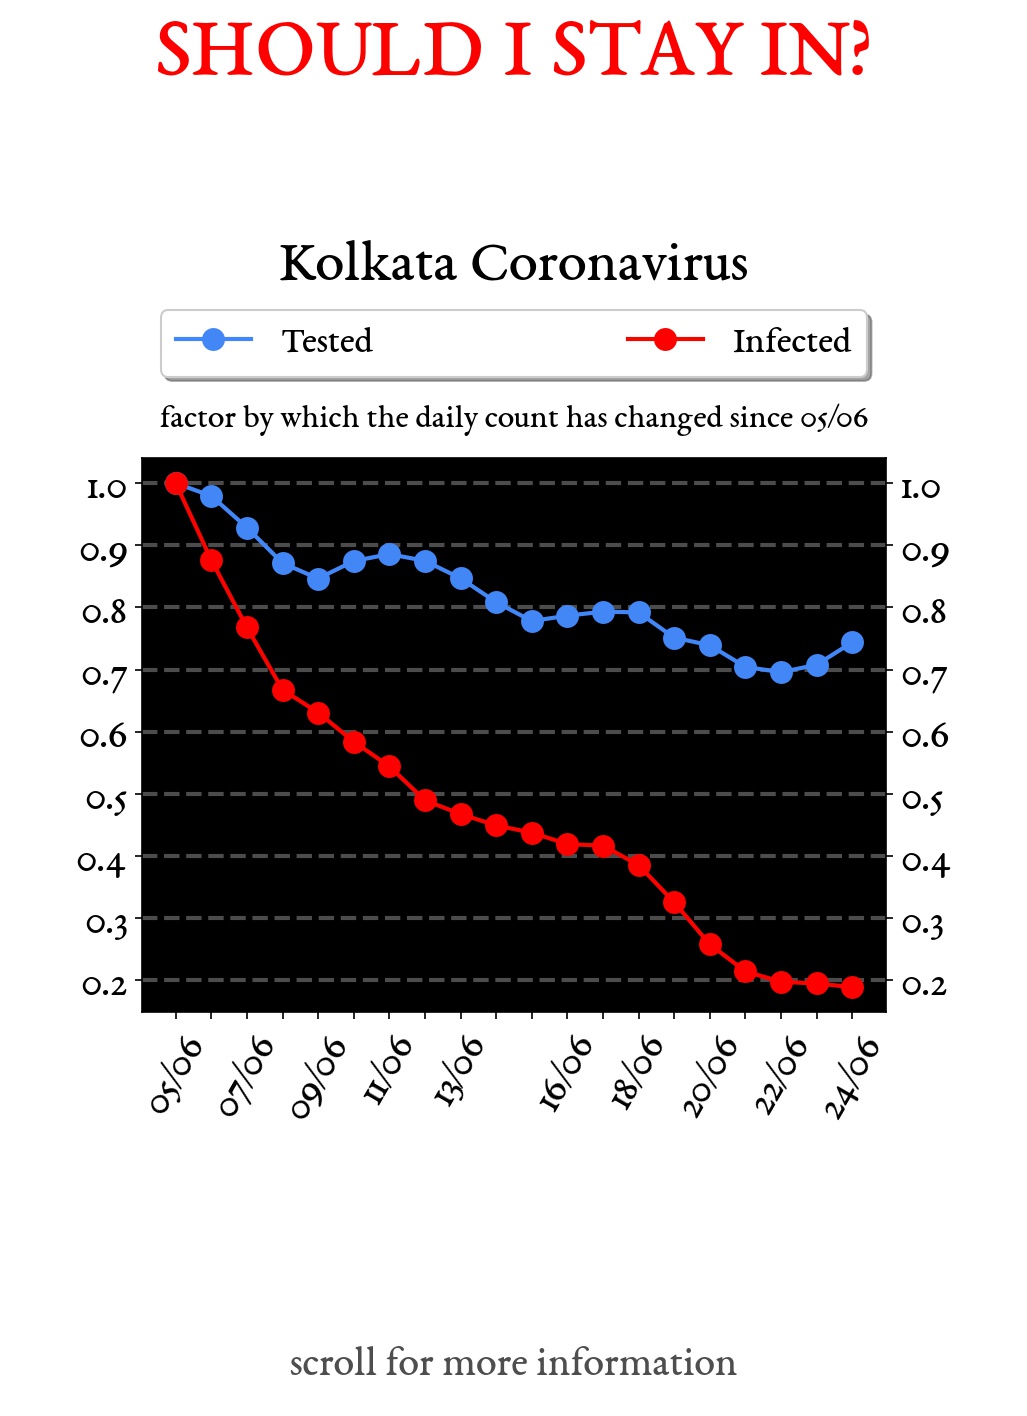 SHOULD I STAY IN?
Kolkata Coronavirus
Tested Infected
factor by which the daily count has changed since 05/06
1.0 1.0
0.9 0.9
0.8 0.8
0.7 0.7
0.6 0.6
0.5 0.5
0.4 0.4
0.3 0.3
0.2 0.2
05/06 07/06 09/06 11/06 13/06 16/06 18/06 20/06 22/06 24/06
scroll for more information